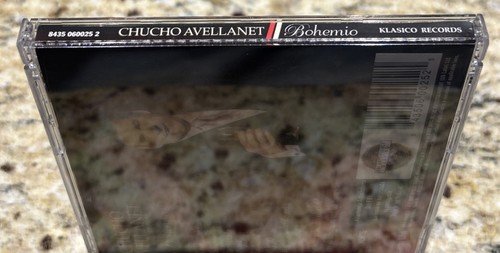 8435 060025 2 CHUCHO AVELLANET Bohemio KLASICO RECORDS